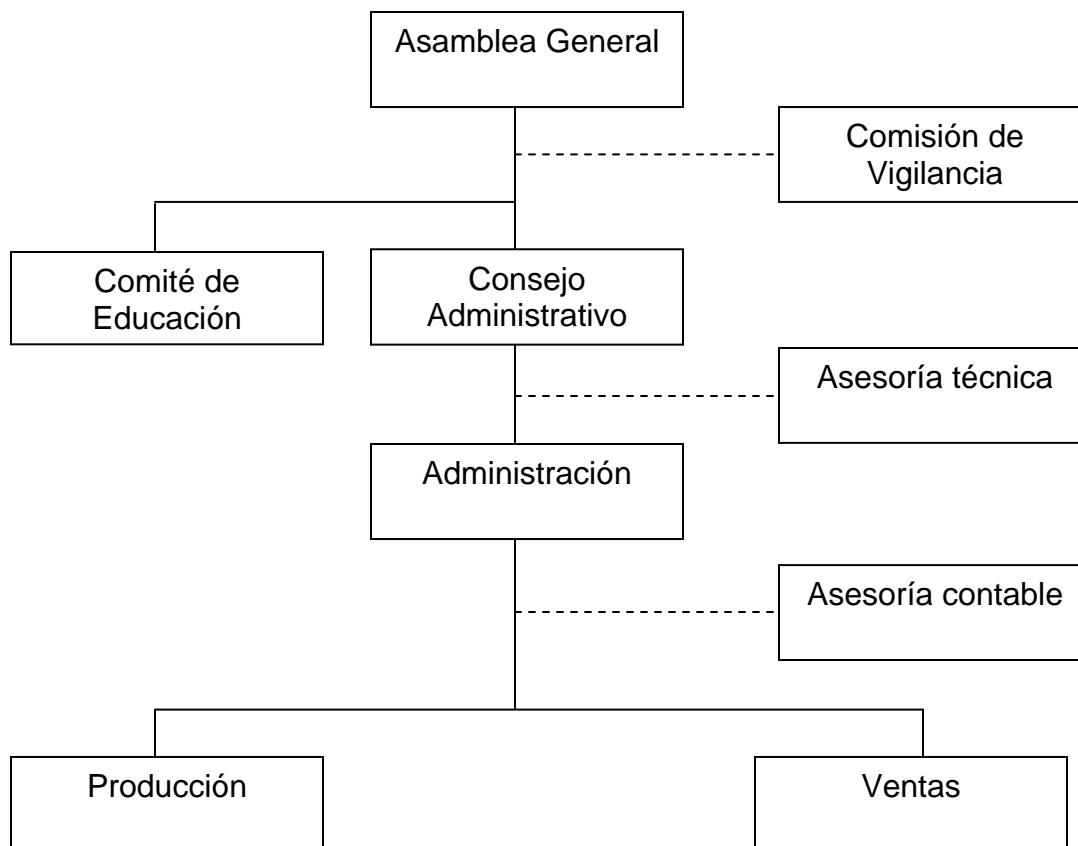 Asamblea General
Comisión de
Vigilancia
Comité de
Educación
Consejo
Administrativo
Asesoría técnica
Administración
Asesoría contable
Producción
Ventas